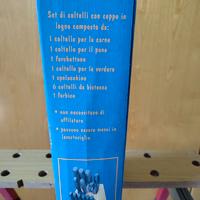 Set di coltelli con ceppo in
legno composto da:
1 coltello per la carne
1 coltello per il pane
1 forchettone
1 coltello per le verdure
1 spelucchino
6 coltelli da bistecca
1 forbice
• non necessitano di
affilatura
• possono essere messi in
lavastoviglie